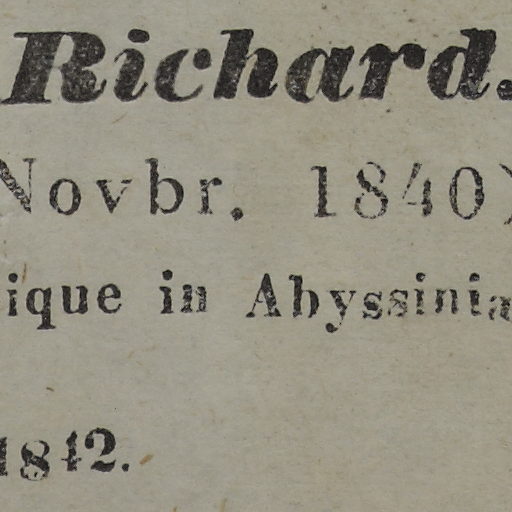 Richard.
Novbr. 1840)
ique in Abyssinia
1842.